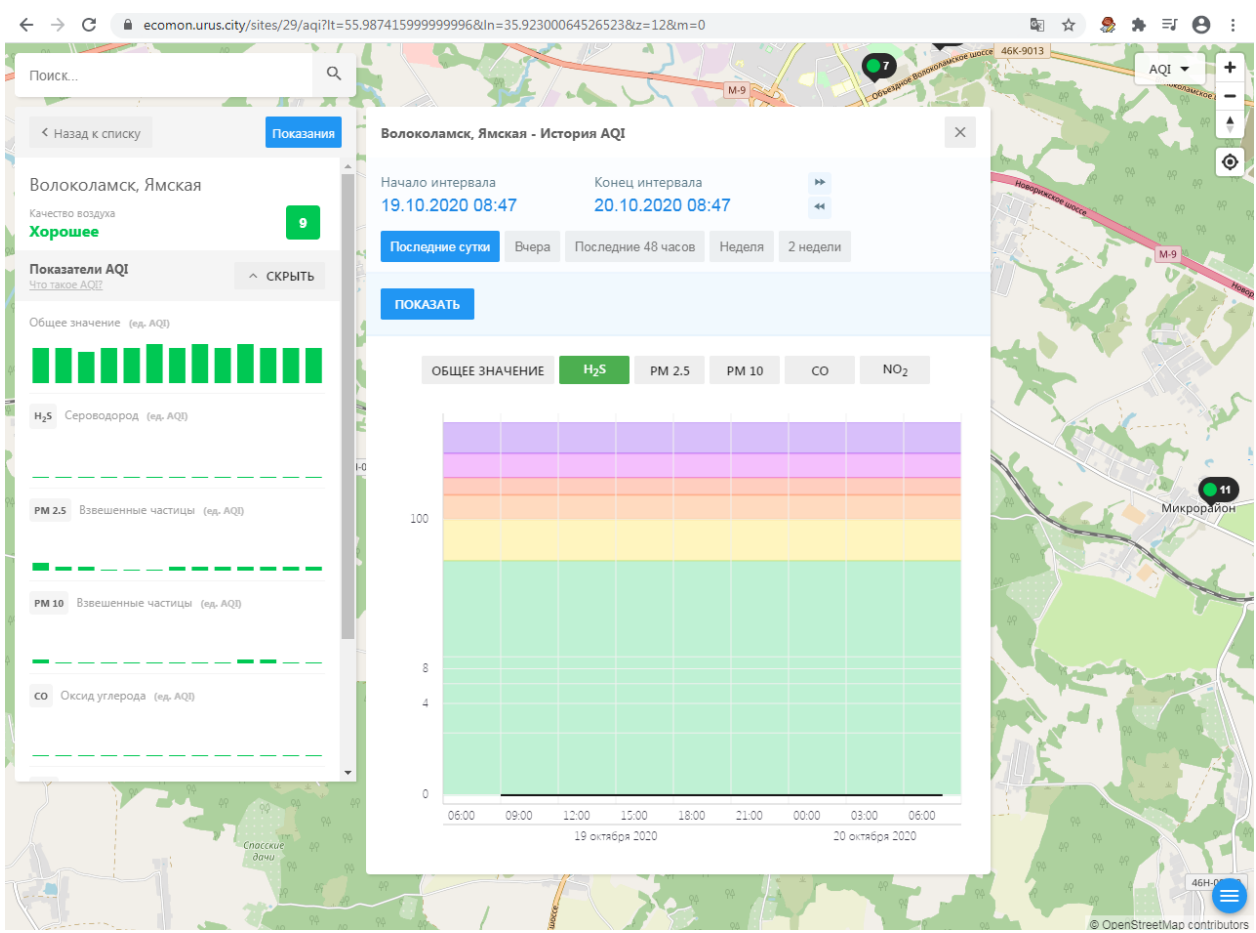 ecomon.urus.city/sites/29/aqi?lt=55.987415999999996&ln=35.92300064526523&z=12&m=0
Поиск...
Назад к списку
Показания
Волоколамск, Ямская
Качество воздуха
Хорошее
9
Показатели AQI
Что такое AQI?
СКРЫТЬ
Общее значение (ед. AQI)
H₂S Сероводород (ед. AQI)
PM 2.5 Взвешенные частицы (ед. AQI)
PM 10 Взвешенные частицы (ед. AQI)
CO Оксид углерода (ед. AQI)
Волоколамск, Ямская - История AQI
Начало интервала
Конец интервала
19.10.2020 08:47
20.10.2020 08:47
Последние сутки
Вчера
Последние 48 часов
Неделя
2 недели
ПОКАЗАТЬ
ОБЩЕЕ ЗНАЧЕНИЕ
H₂S
PM 2.5
PM 10
CO
NO₂
100
8
4
0
06:00 09:00 12:00 15:00 18:00 21:00 00:00 03:00 06:00
19 октября 2020
20 октября 2020
AQI
7
М-9
46К-9013
Объездное Волоколамское шоссе
Новорижское шоссе
М-9
11
Микрорайон
Спасские
дачи
© OpenStreetMap contributors